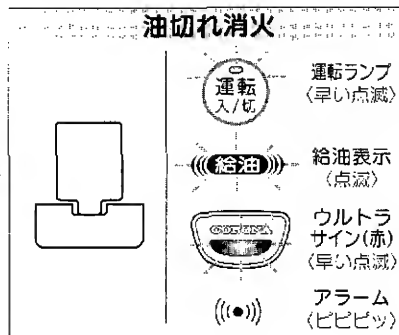 油切れ消火
運転
入/切
運転ランプ
〈早い点滅〉
給油
給油表示
〈点滅〉
CORONA
ウルトラ
サイン(赤)
〈早い点滅〉
アラーム
〈ピピピッ〉